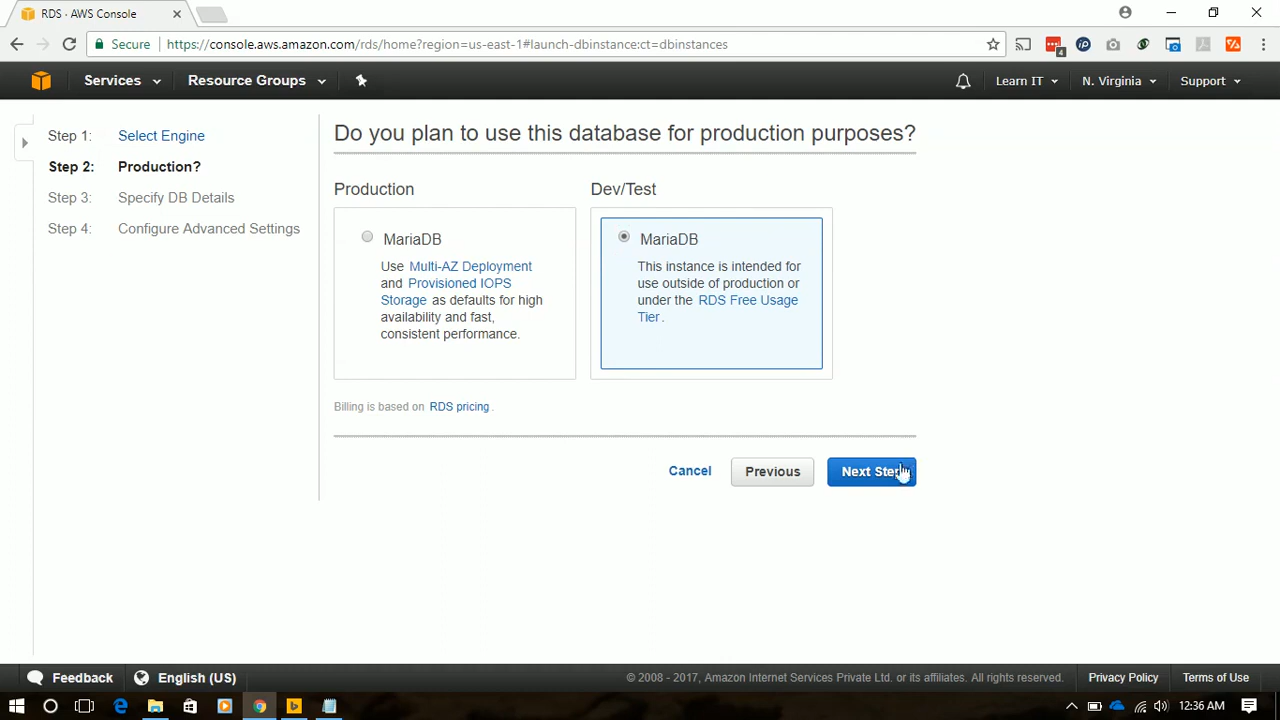 RDS · AWS Console
Secure
https://console.aws.amazon.com/rds/home?region=us-east-1#launch-dbinstance:ct=dbinstances
4
Services
Resource Groups
Learn IT
N. Virginia
Support
Step 1: Select Engine
Step 2: Production?
Step 3: Specify DB Details
Step 4: Configure Advanced Settings
Do you plan to use this database for production purposes?
Production
MariaDB
Use Multi-AZ Deployment
and Provisioned IOPS
Storage as defaults for high
availability and fast,
consistent performance.
Dev/Test
MariaDB
This instance is intended for
use outside of production or
under the RDS Free Usage
Tier.
Billing is based on RDS pricing.
Cancel
Previous
Next Step
Feedback
English (US)
© 2008 - 2017, Amazon Internet Services Private Ltd. or its affiliates. All rights reserved.
Privacy Policy
Terms of Use
12:36 AM